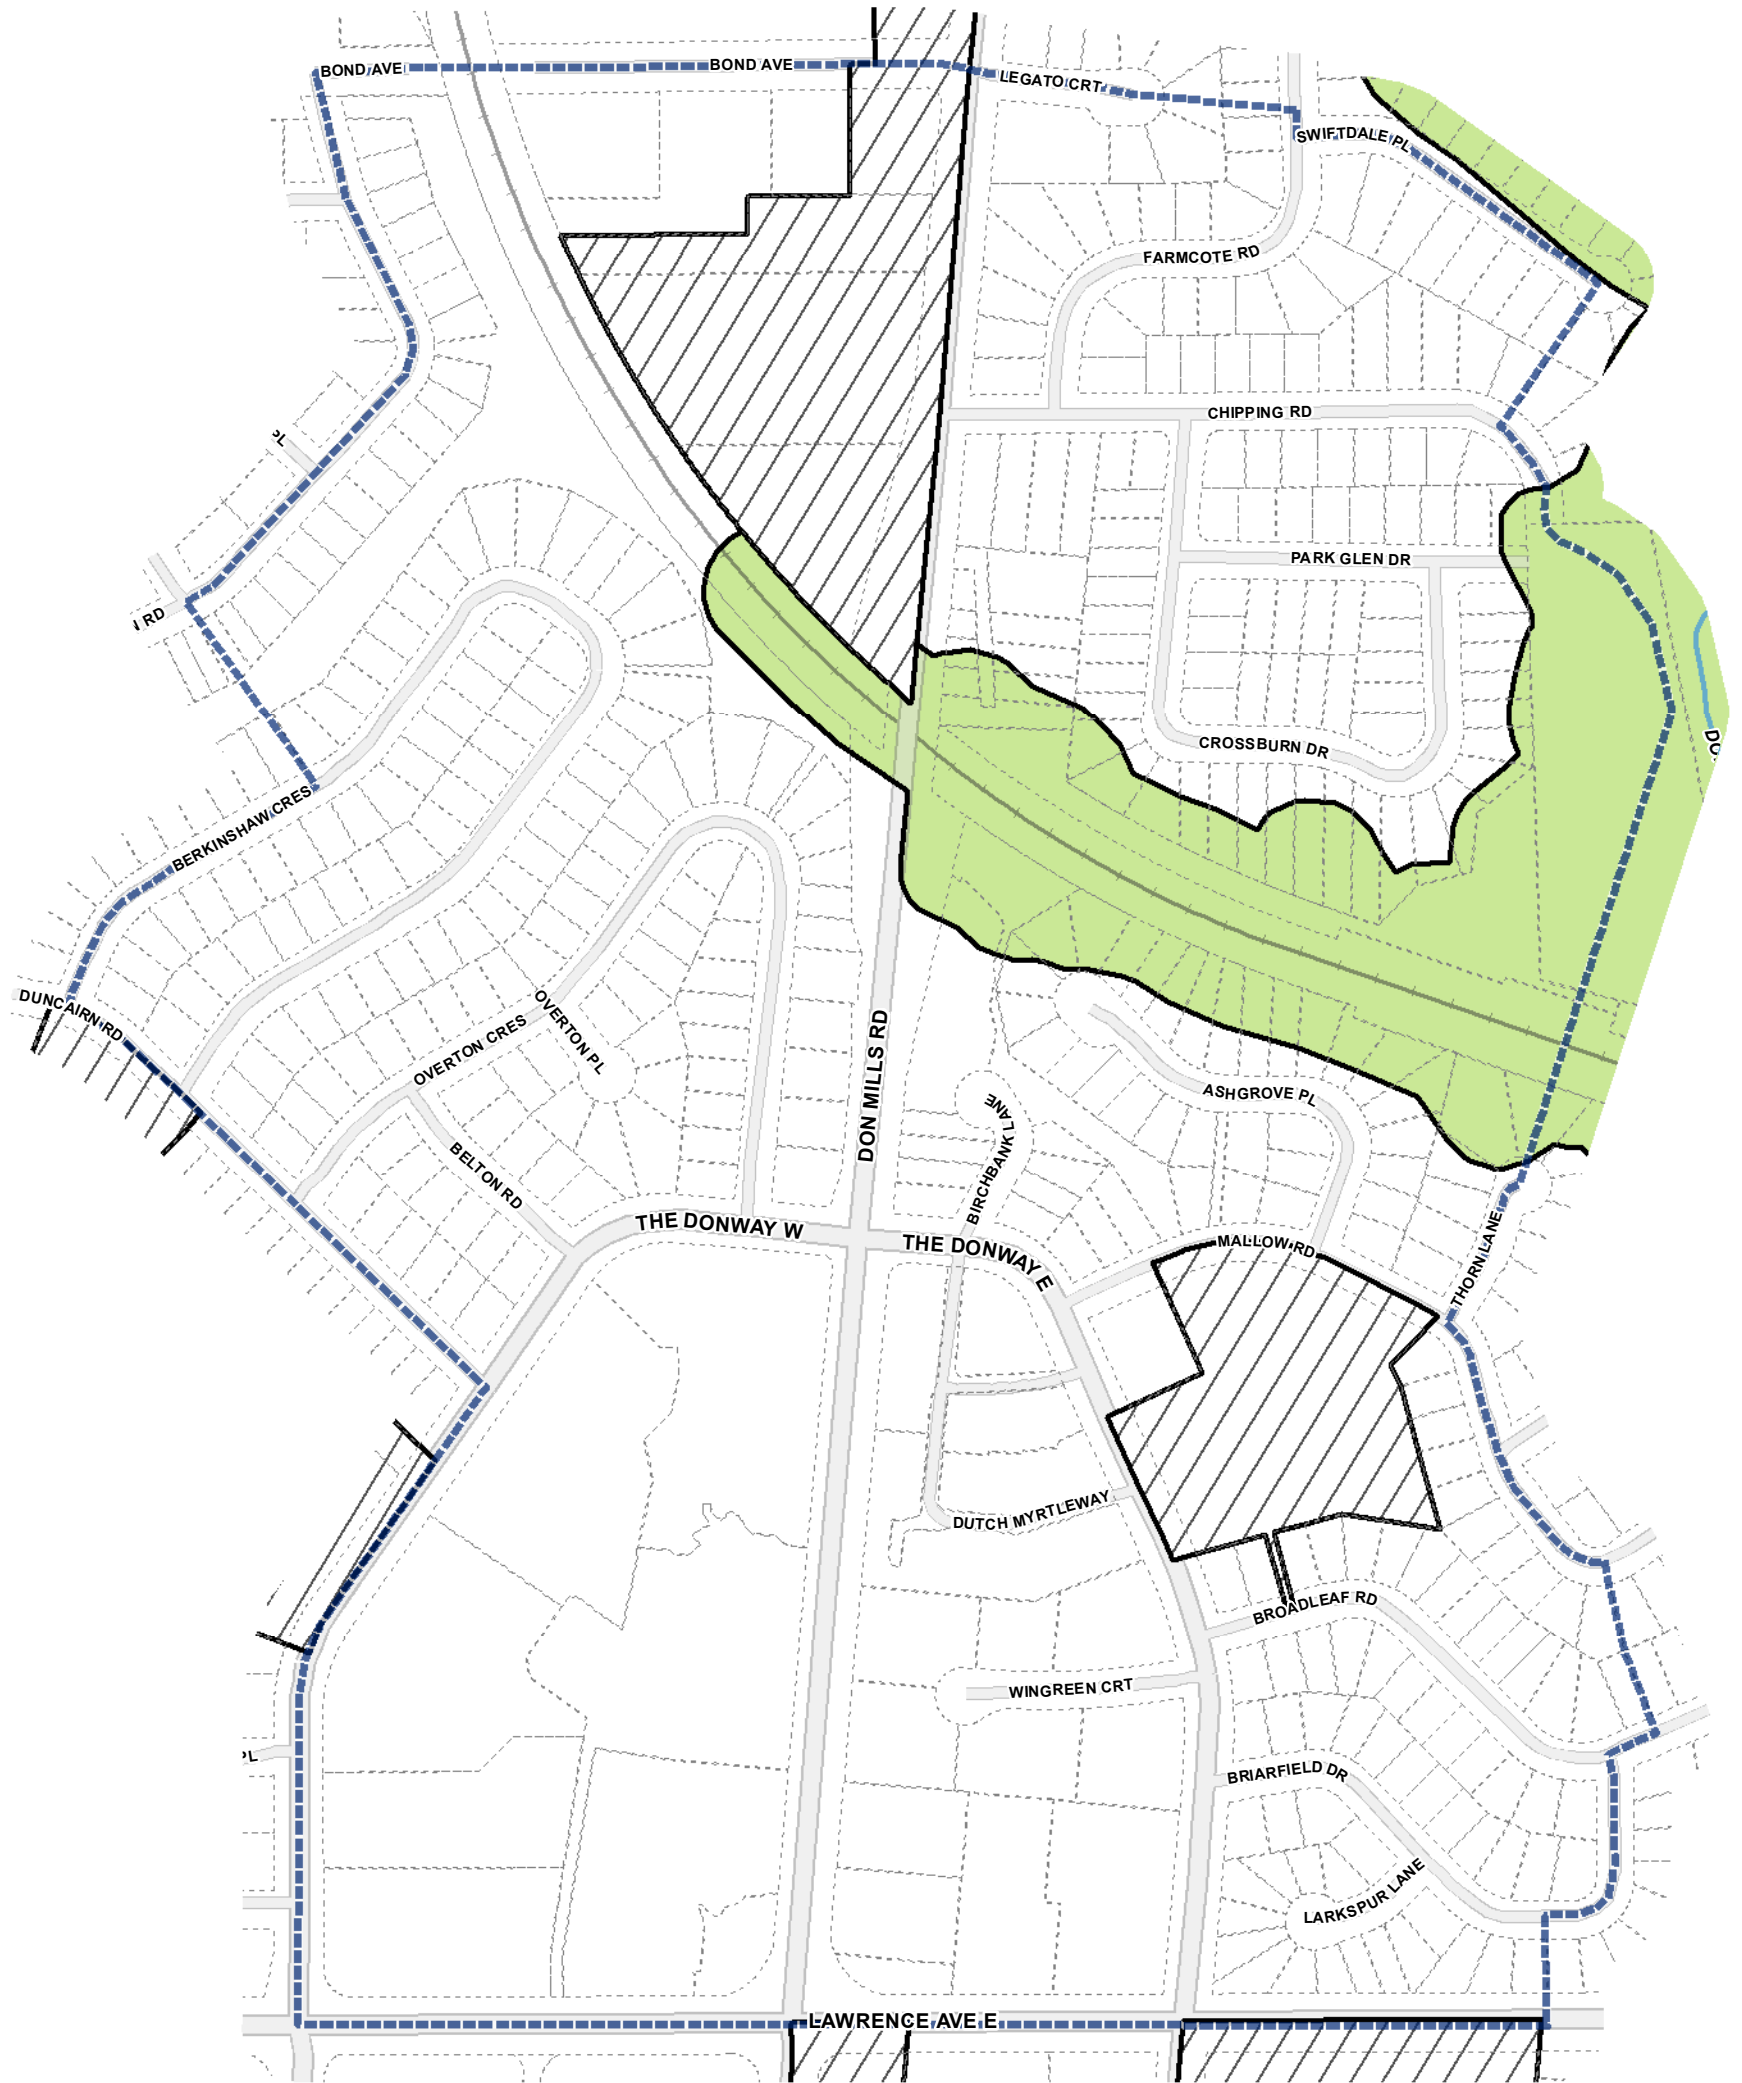 BOND AVE
BOND AVE
LEGATO CRT
SWIFTDALE PL
FARMCOTE RD
CHIPPING RD
PL
PARK GLEN DR
RD
CROSSBURN DR
BERKINSHAW CRES
DUNCAIRN RD
OVERTON CRES
OVERTON PL
DON MILLS RD
ASHGROVE PL
BIRCHBANK LANE
BELTON RD
THE DONWAY W
THE DONWAY E
MALLOW RD
THORN LANE
DUTCH MYRTLEWAY
BROADLEAF RD
WINGREEN CRT
PL
BRIARFIELD DR
LARKSPUR LANE
LAWRENCE AVE E